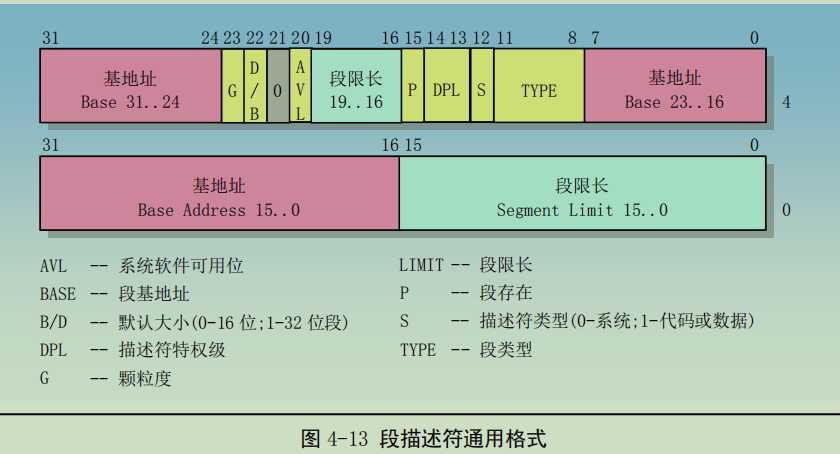 31 24 23 22 21 20 19 16 15 14 13 12 11 8 7 0
基地址 Base 31..24 G D/B 0 AVL 段限长 19..16 P DPL S TYPE 基地址 Base 23..16 4
31 16 15 0
基地址 段限长
Base Address 15..0 Segment Limit 15..0 0
AVL -- 系统软件可用位 LIMIT -- 段限长
BASE -- 段基地址 P -- 段存在
B/D -- 默认大小(0-16 位;1-32 位段) S -- 描述符类型(0-系统;1-代码或数据)
DPL -- 描述符特权级 TYPE -- 段类型
G -- 颗粒度
图 4-13 段描述符通用格式